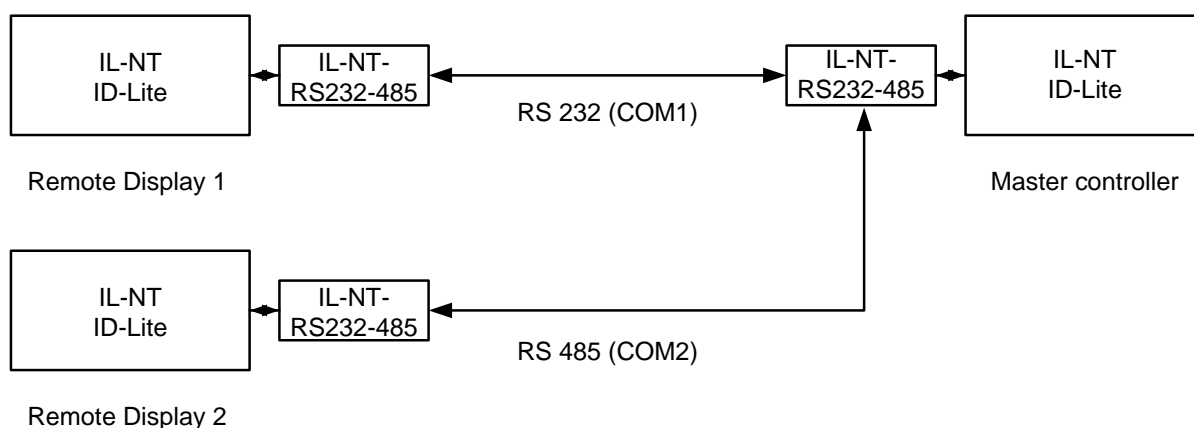 IL-NT
ID-Lite
IL-NT-
RS232-485
RS 232 (COM1)
IL-NT-
RS232-485
IL-NT
ID-Lite
Remote Display 1
Master controller
IL-NT
ID-Lite
IL-NT-
RS232-485
RS 485 (COM2)
Remote Display 2